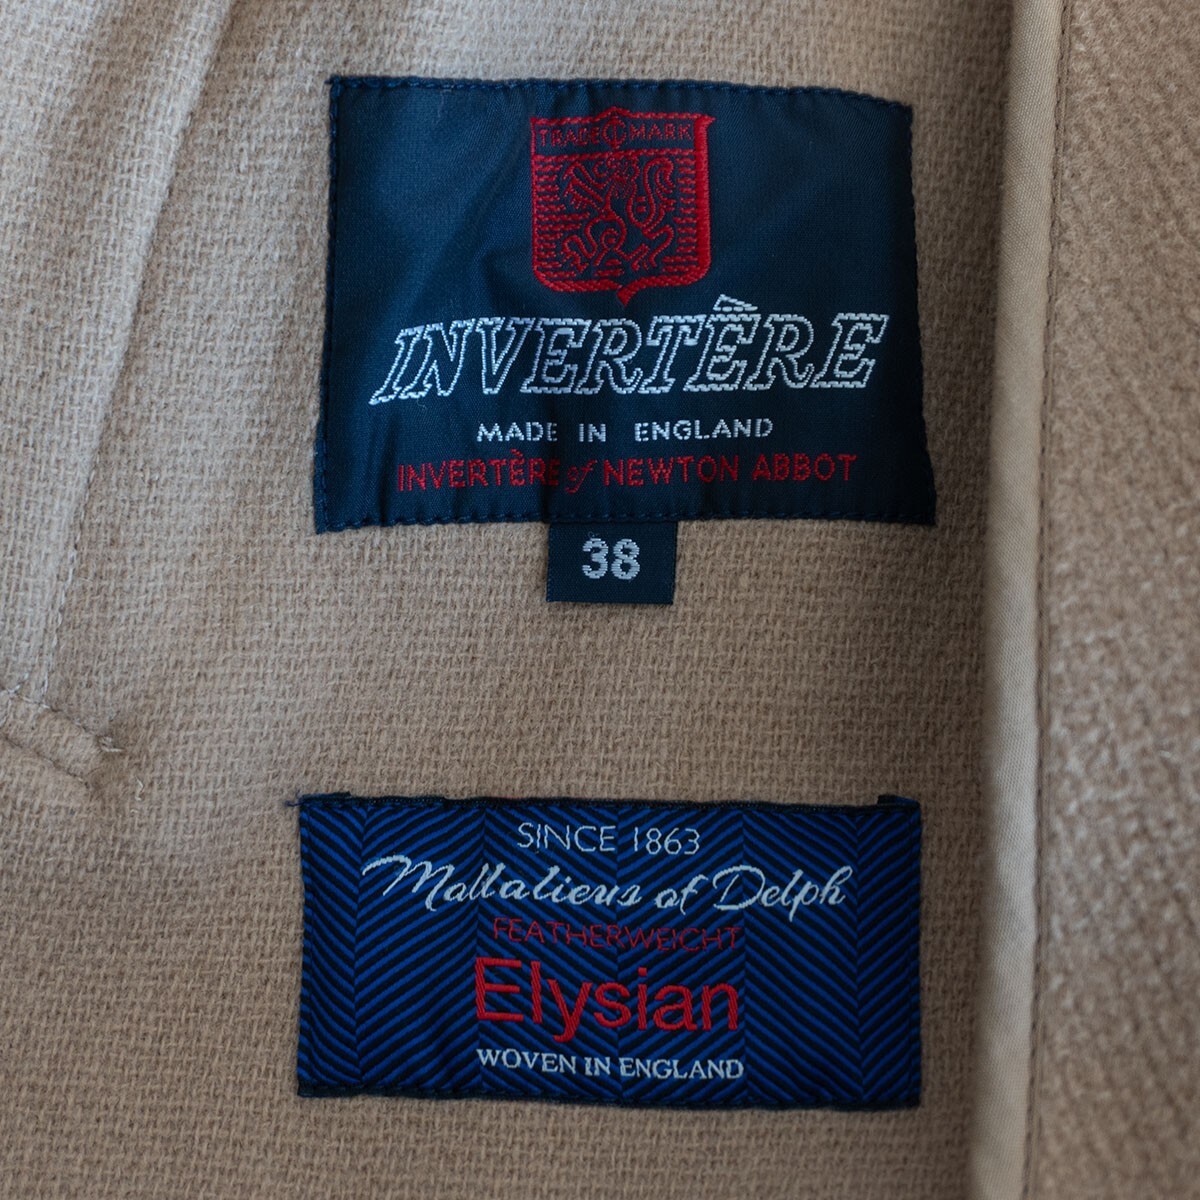 TRADE MARK
INVERTÈRE
MADE IN ENGLAND
INVERTÈRE of NEWTON ABBOT
38
SINCE 1863
Mallalieus of Delph
FEATHERWEIGHT
Elysian
WOVEN IN ENGLAND